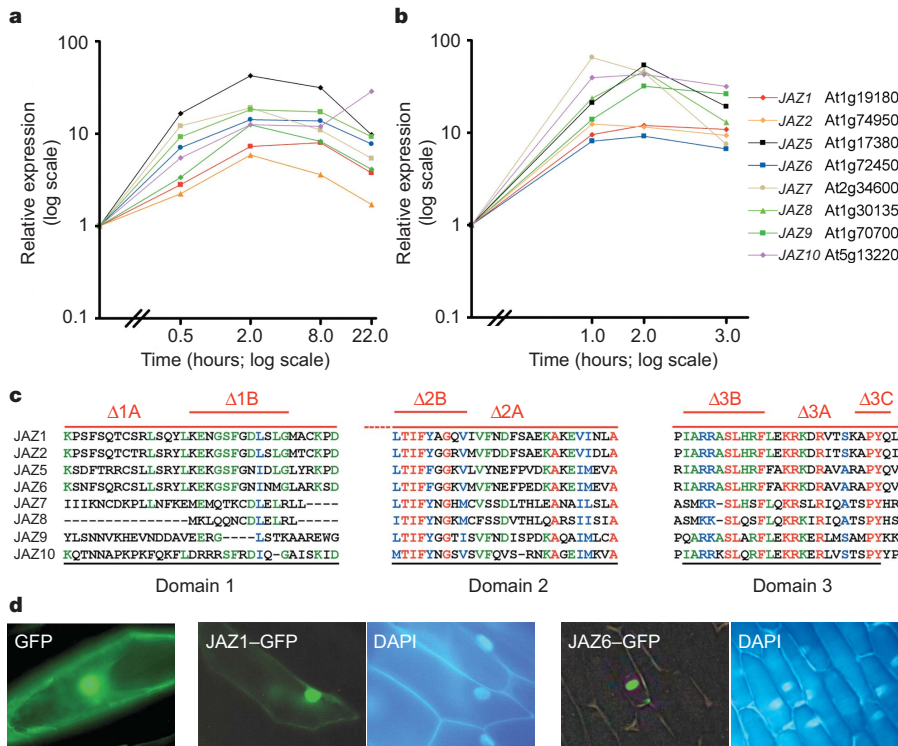 a
b
100
10
1
0.1
Relative expression
(log scale)
0.5
2.0
8.0
22.0
Time (hours; log scale)
100
10
1
0.1
Relative expression
(log scale)
1.0
2.0
3.0
Time (hours; log scale)
JAZ1 At1g19180
JAZ2 At1g74950
JAZ5 At1g17380
JAZ6 At1g72450
JAZ7 At2g34600
JAZ8 At1g30135
JAZ9 At1g70700
JAZ10 At5g13220
c
Δ1A Δ1B Δ2B Δ2A Δ3B Δ3A Δ3C
JAZ1 KPSFSQTCSRLSQYLKENGSFGDLSLGMACKPD LTIFYAGQVIVFNDFSAEKAKEVINLA PIARRASLHRFLEKRKDRVTSKAPYQL
JAZ2 KPSFSQTCSRLSQYLKENGSFGDLSLGMTCKPD LTIFYGGRVMVFDDFSAEKAKEVIDLA PIARRASLHRFLEKRKDRITSKAPYQI
JAZ5 KSDFTRRCSLLSRYLKEKGSFGNIDLGLYRKPD LTIFFGGKVLVYNEFPVDKAKEIMEVA RIARRASLHRFFAKRKDRAVARAPYQV
JAZ6 KSNFSQRCSLLSRYLKEKGSFGNINMGLARKSD LTIFFGGKVMVFNEFPEDKAKEIMEVA RIARRASLHRFFAKRKDRAVARAPYQV
JAZ7 IIIKNCDKPLLNFKEMEMQTKCDLELRLL---- LTIFYNGHMCVSSDLTHLEANAILSLA ASMKR-SLHSFLQKRSLRIQATSPYHR
JAZ8 ---------------MKLQQNCDLELRL----- ITIFYNGKMCFSSDVTHLQARSIISIA ASMKK-SLQSFLQKRKIRIQATSPYHS
JAZ9 YLSNNVKHEVNDDAVERG----LSTKAAREWG ITIFYNGSVSVFNISPDKAQAIMLCA PQARKASLARFLEKRKERLMSAMPYKK
JAZ10 KQTNNAPKPKFQKFLDRRRSFRDIQ-GAISKID MTIFYNGSVSVFQVS-RNKAGEIMKVA PIARRKSLQRFLEKRKERLVSTSPYYP
Domain 1
Domain 2
Domain 3
d
GFP
JAZ1–GFP
DAPI
JAZ6–GFP
DAPI